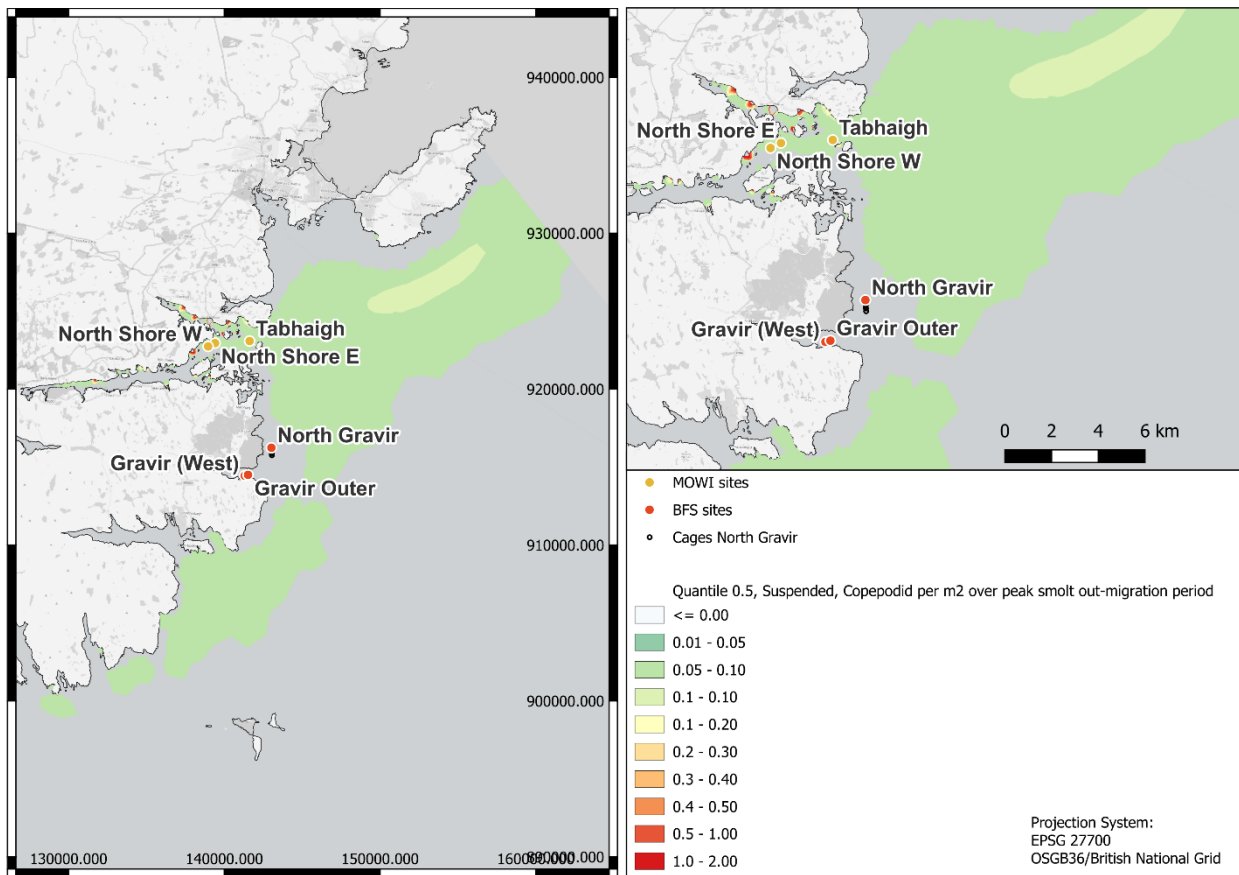 940000.000
930000.000
North Shore W
Tabhaigh
North Shore E
920000.000
North Gravir
Gravir (West)
Gravir Outer
910000.000
900000.000
130000.000
140000.000
150000.000
160000.000
North Shore E
Tabhaigh
North Shore W
North Gravir
Gravir (West)
Gravir Outer
0 2 4 6 km
MOWI sites
BFS sites
Cages North Gravir
Quantile 0.5, Suspended, Copepodid per m2 over peak smolt out-migration period
<= 0.00
0.01 - 0.05
0.05 - 0.10
0.1 - 0.10
0.1 - 0.20
0.2 - 0.30
0.3 - 0.40
0.4 - 0.50
0.5 - 1.00
1.0 - 2.00
Projection System:
EPSG 27700
OSGB36/British National Grid